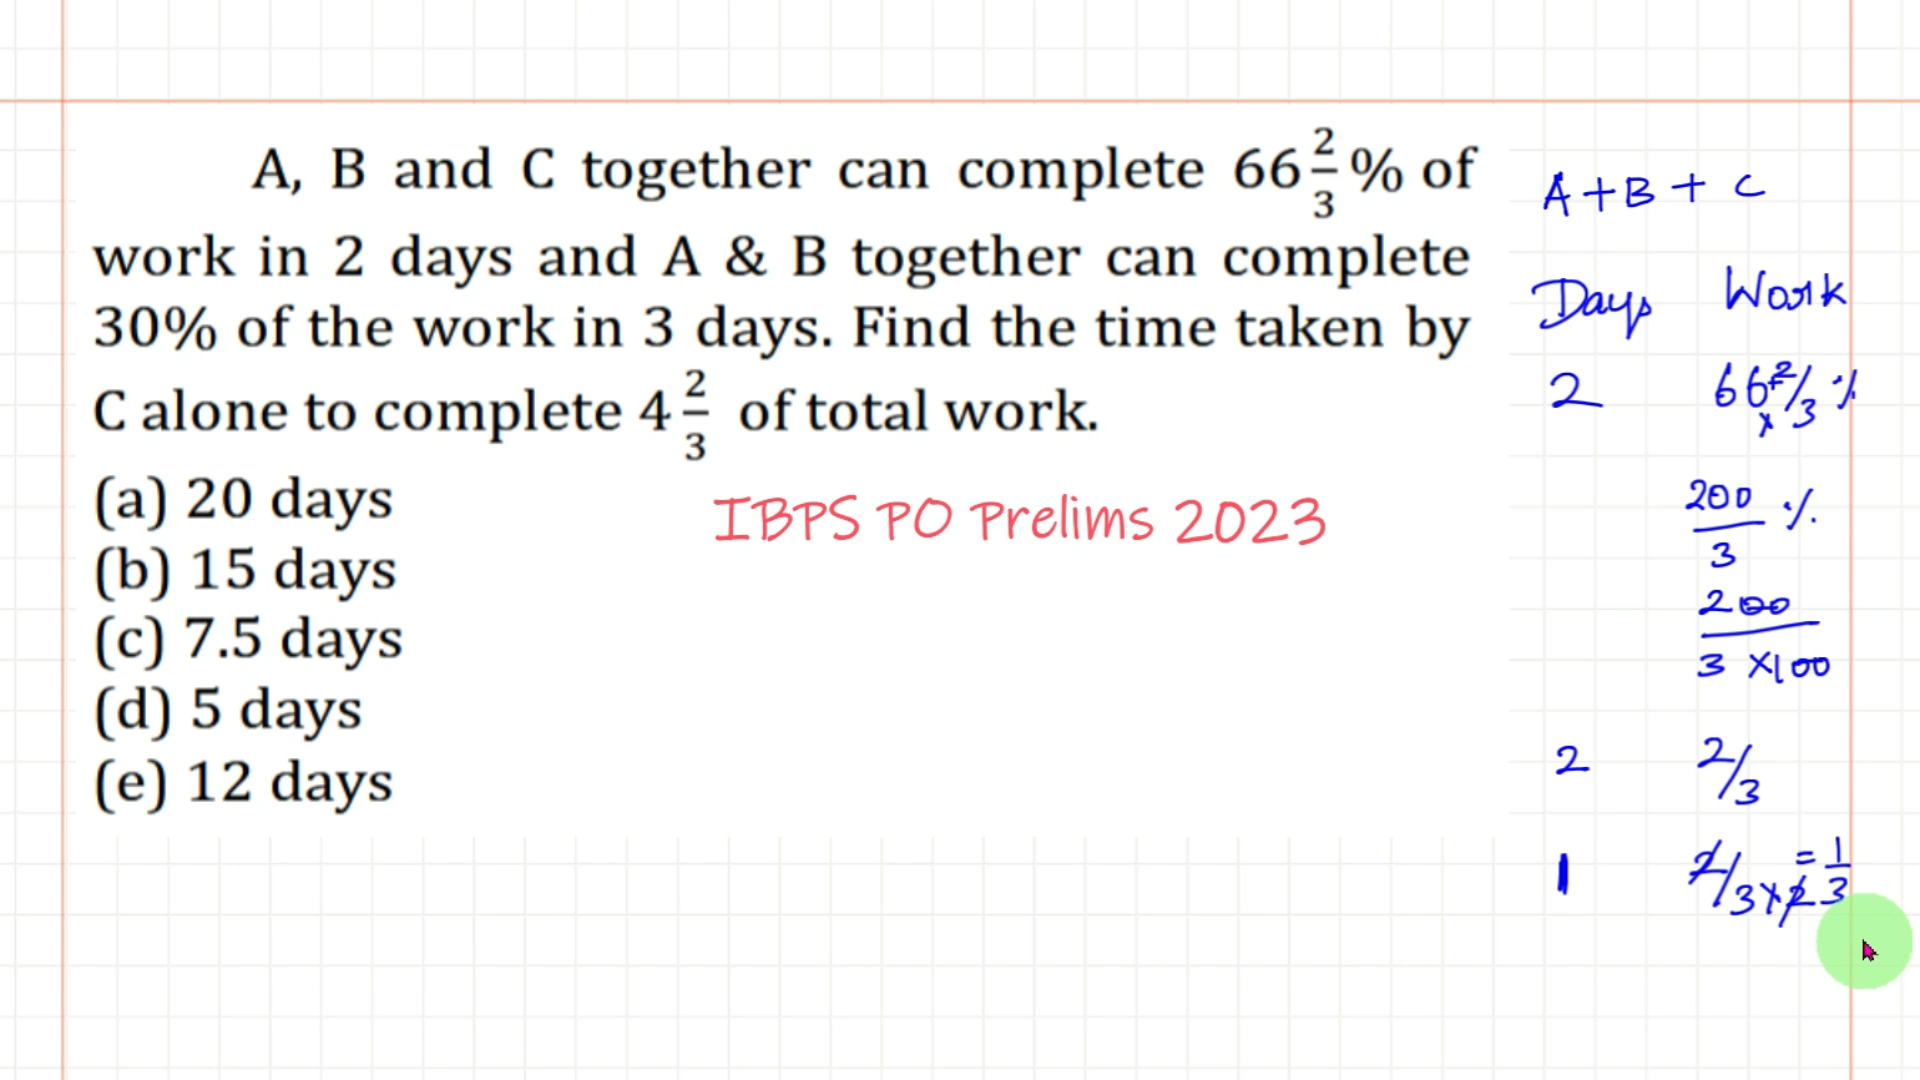 A, B and C together can complete 66 2/3 % of
work in 2 days and A & B together can complete
30% of the work in 3 days. Find the time taken by
C alone to complete 4 2/3 of total work.
(a) 20 days
(b) 15 days
(c) 7.5 days
(d) 5 days
(e) 12 days
IBPS PO Prelims 2023
A + B + C
Days Work
2 66 2/3 %
200/3 %
200/3 × 100
2 2/3
1 2/3×2 = 1/3